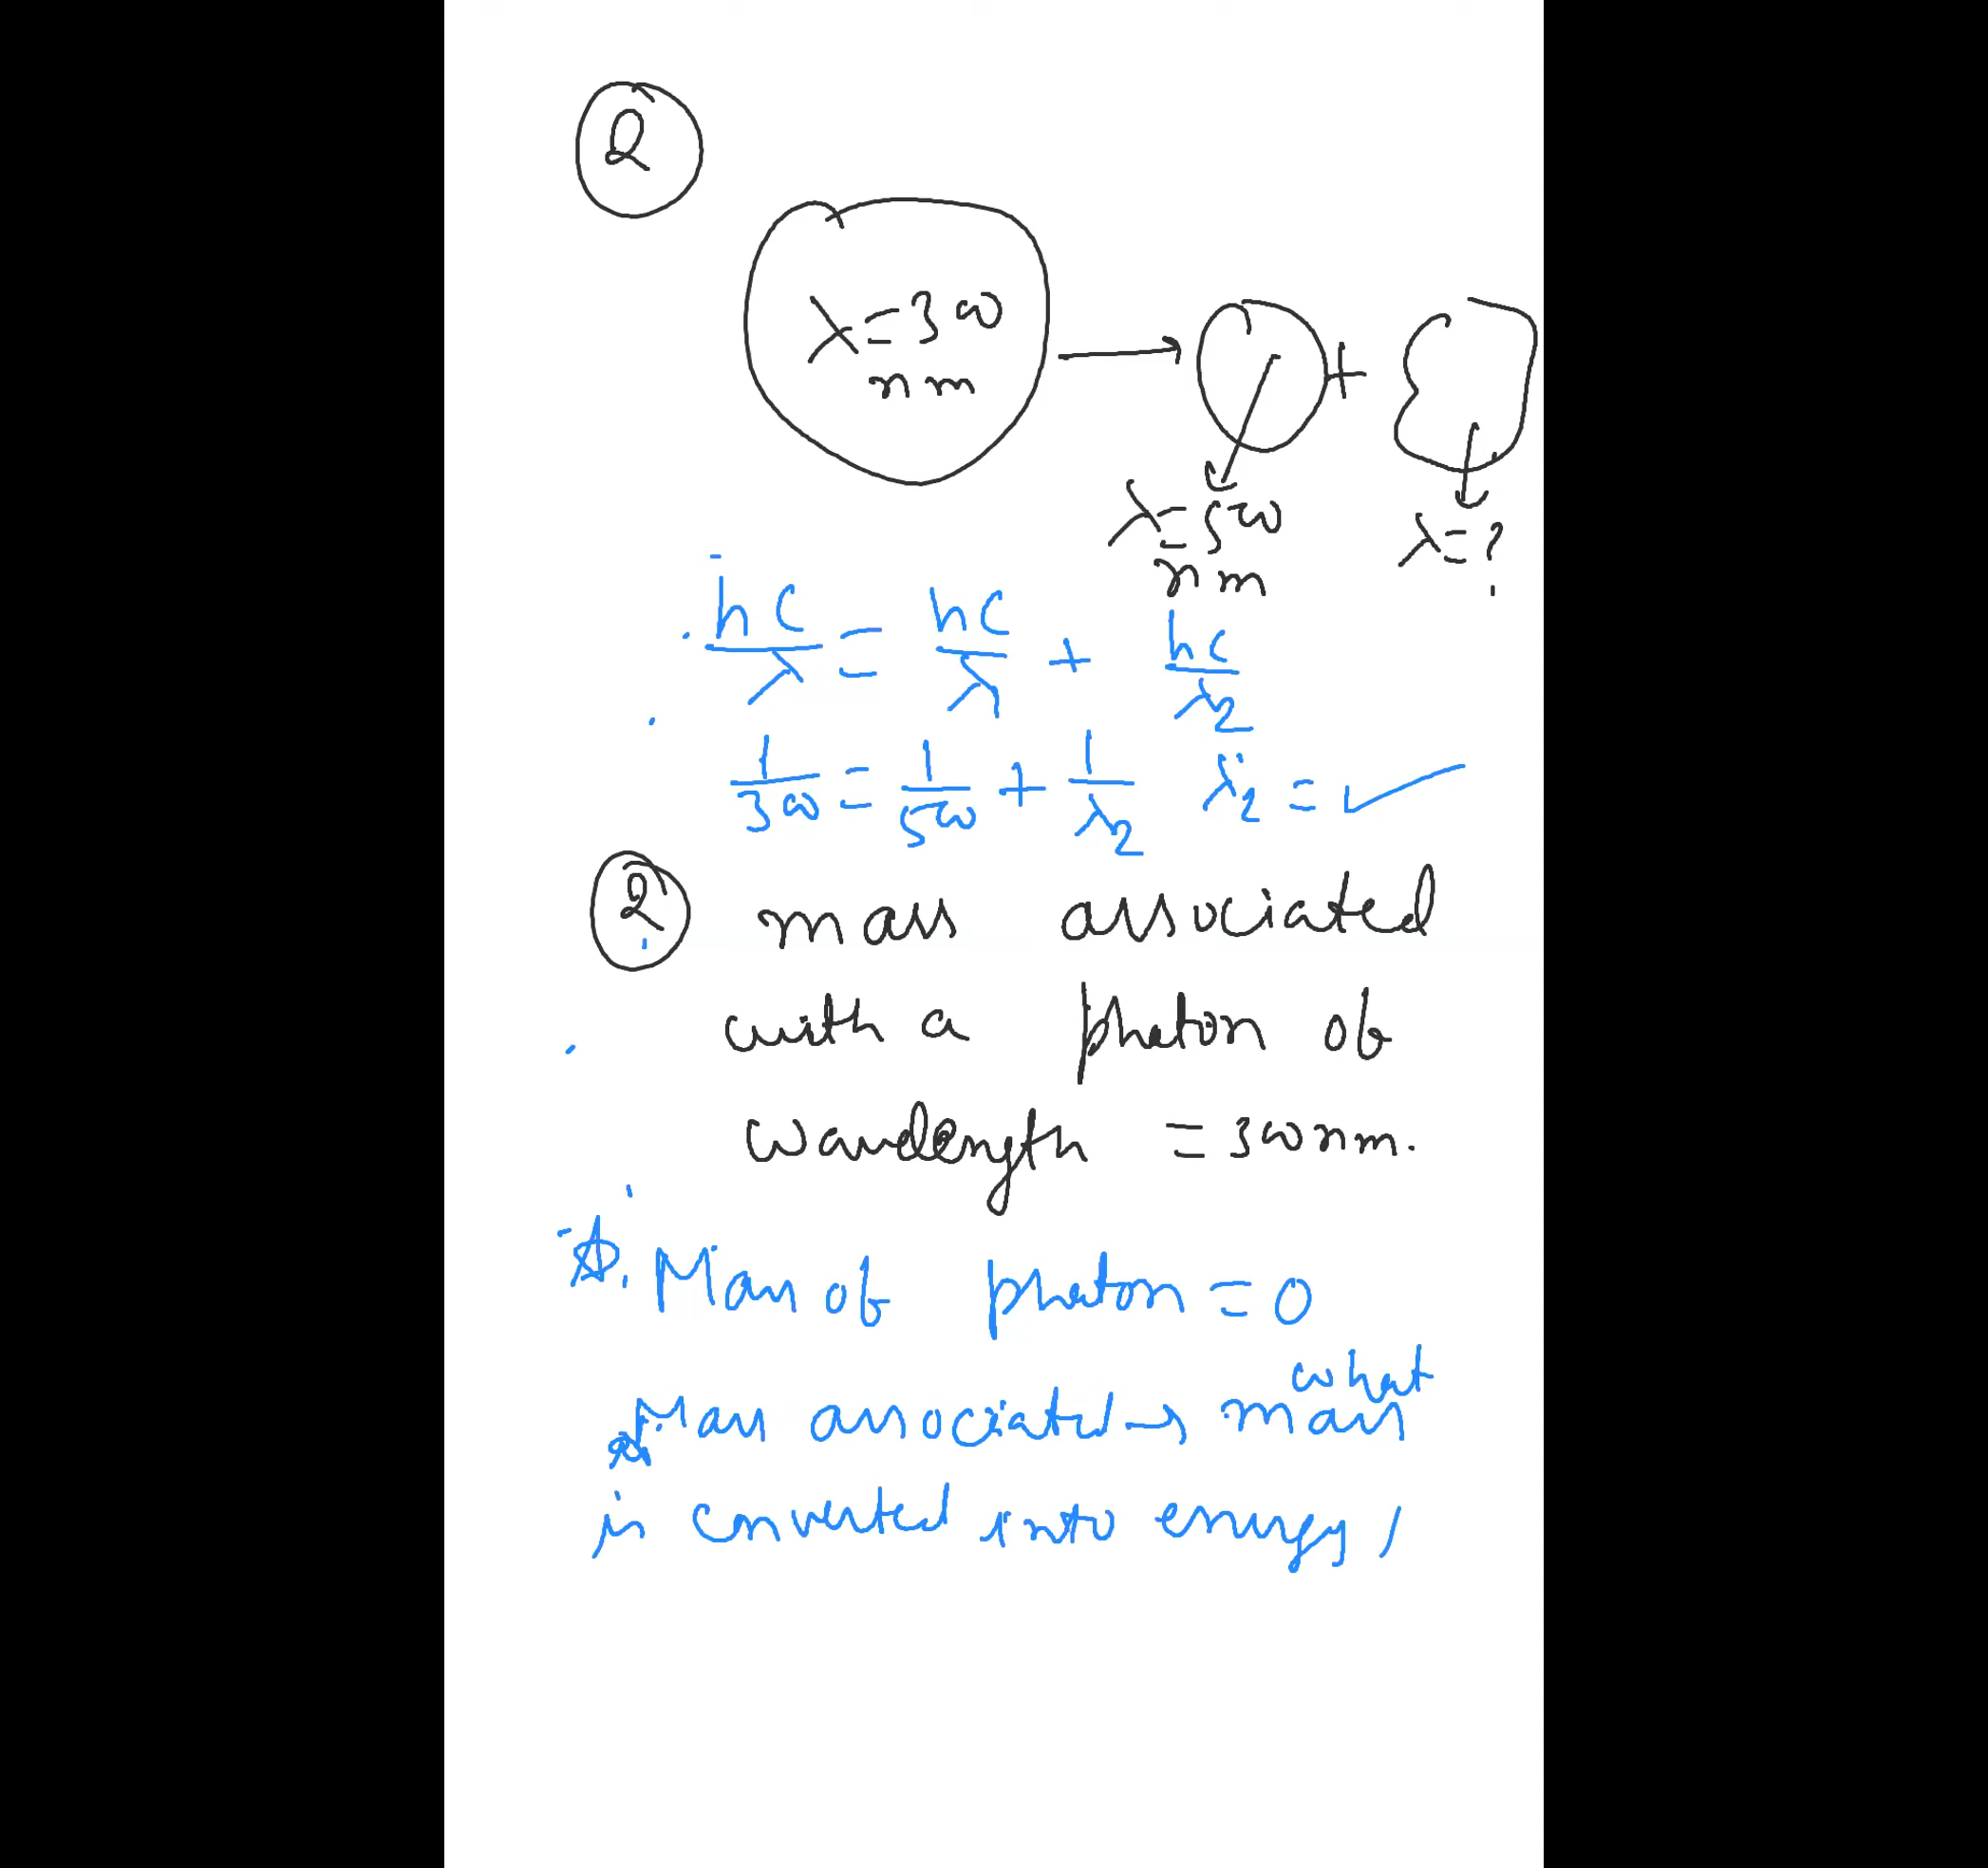 Q
λ = 300
nm
→ + 
λ = 500
nm
λ = ?
hc/λ = hc/λ + hc/λ2
1/300 = 1/500 + 1/λ2 λ2 = ✓
Q mass associated
with a photon of
wavelength = 300nm.
Mass of photon = 0
what
Mass associated → mass
is converted into energy,